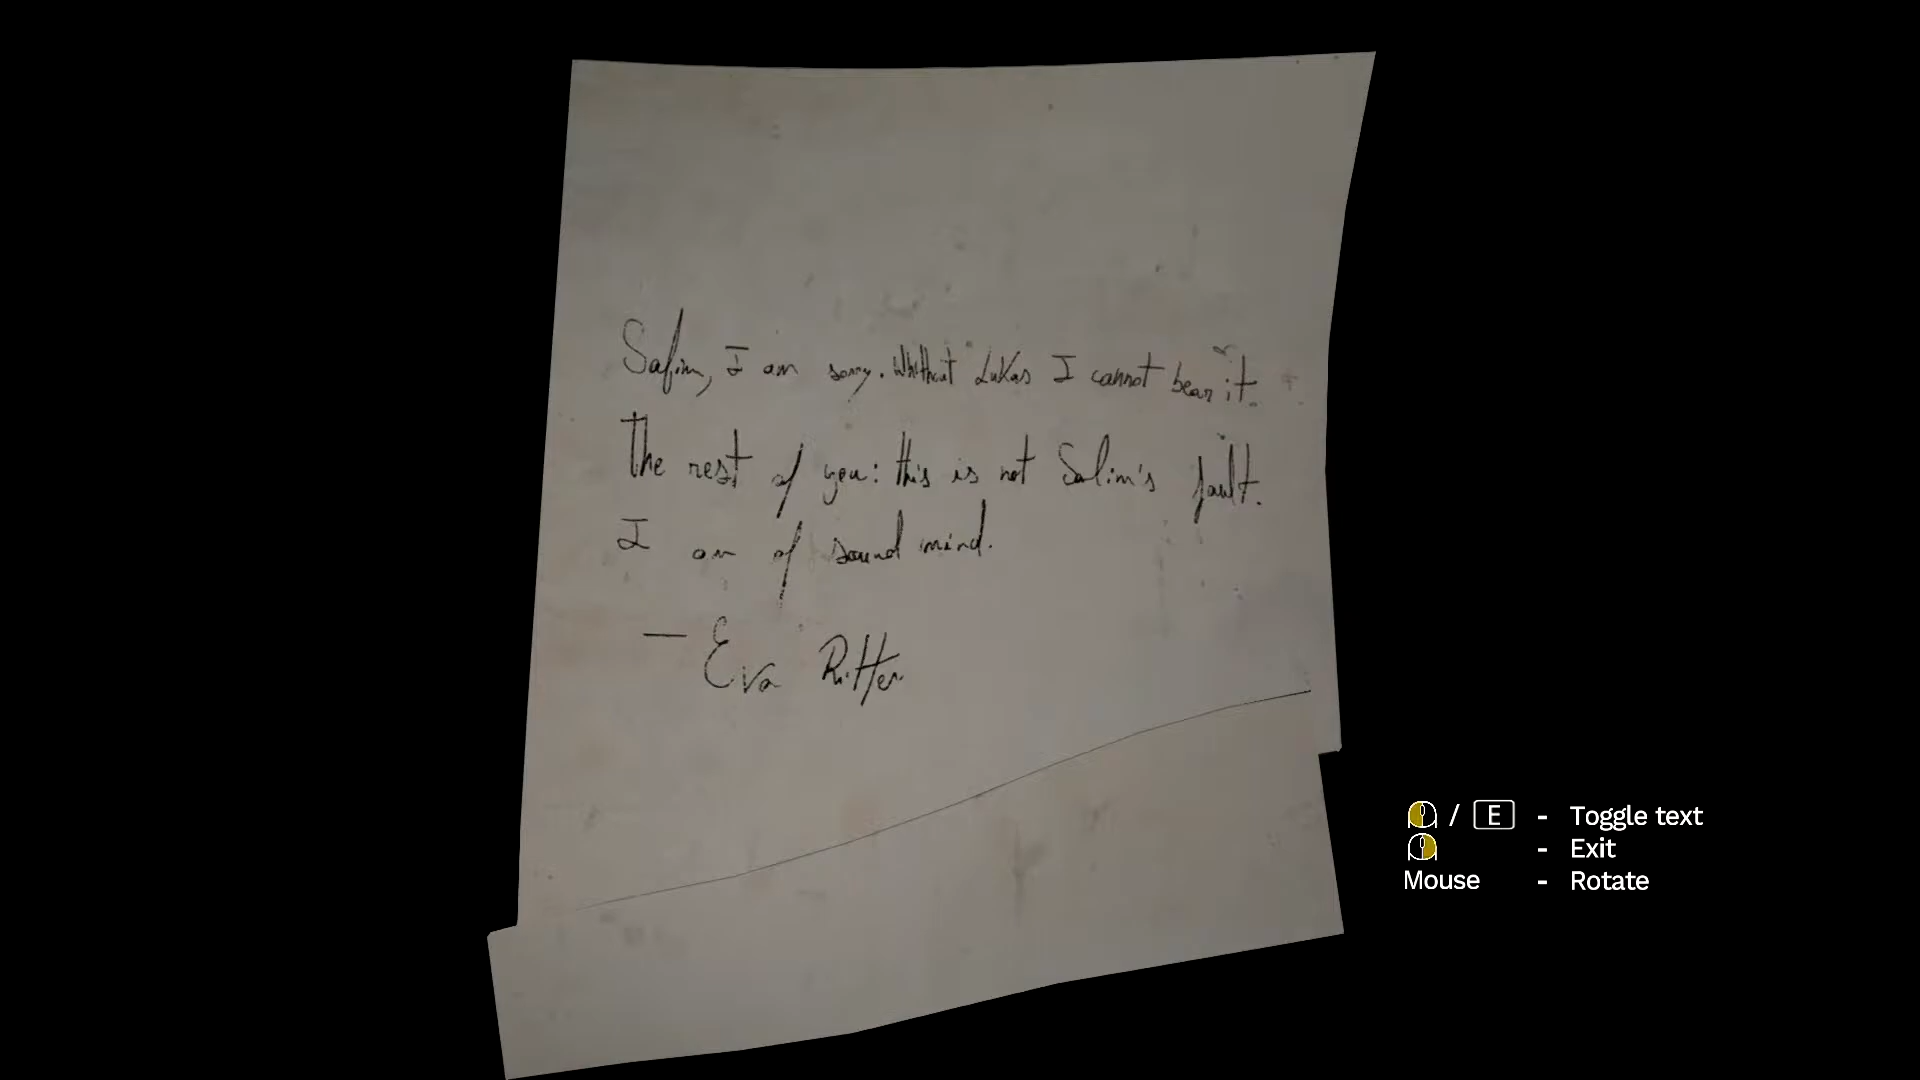 Salim, I am sorry. Whithout Lukas I cannot bear it.
The rest of you: this is not Salim's fault.
I am of sound mind.
— Eva Ritter
/ E - Toggle text
- Exit
Mouse - Rotate